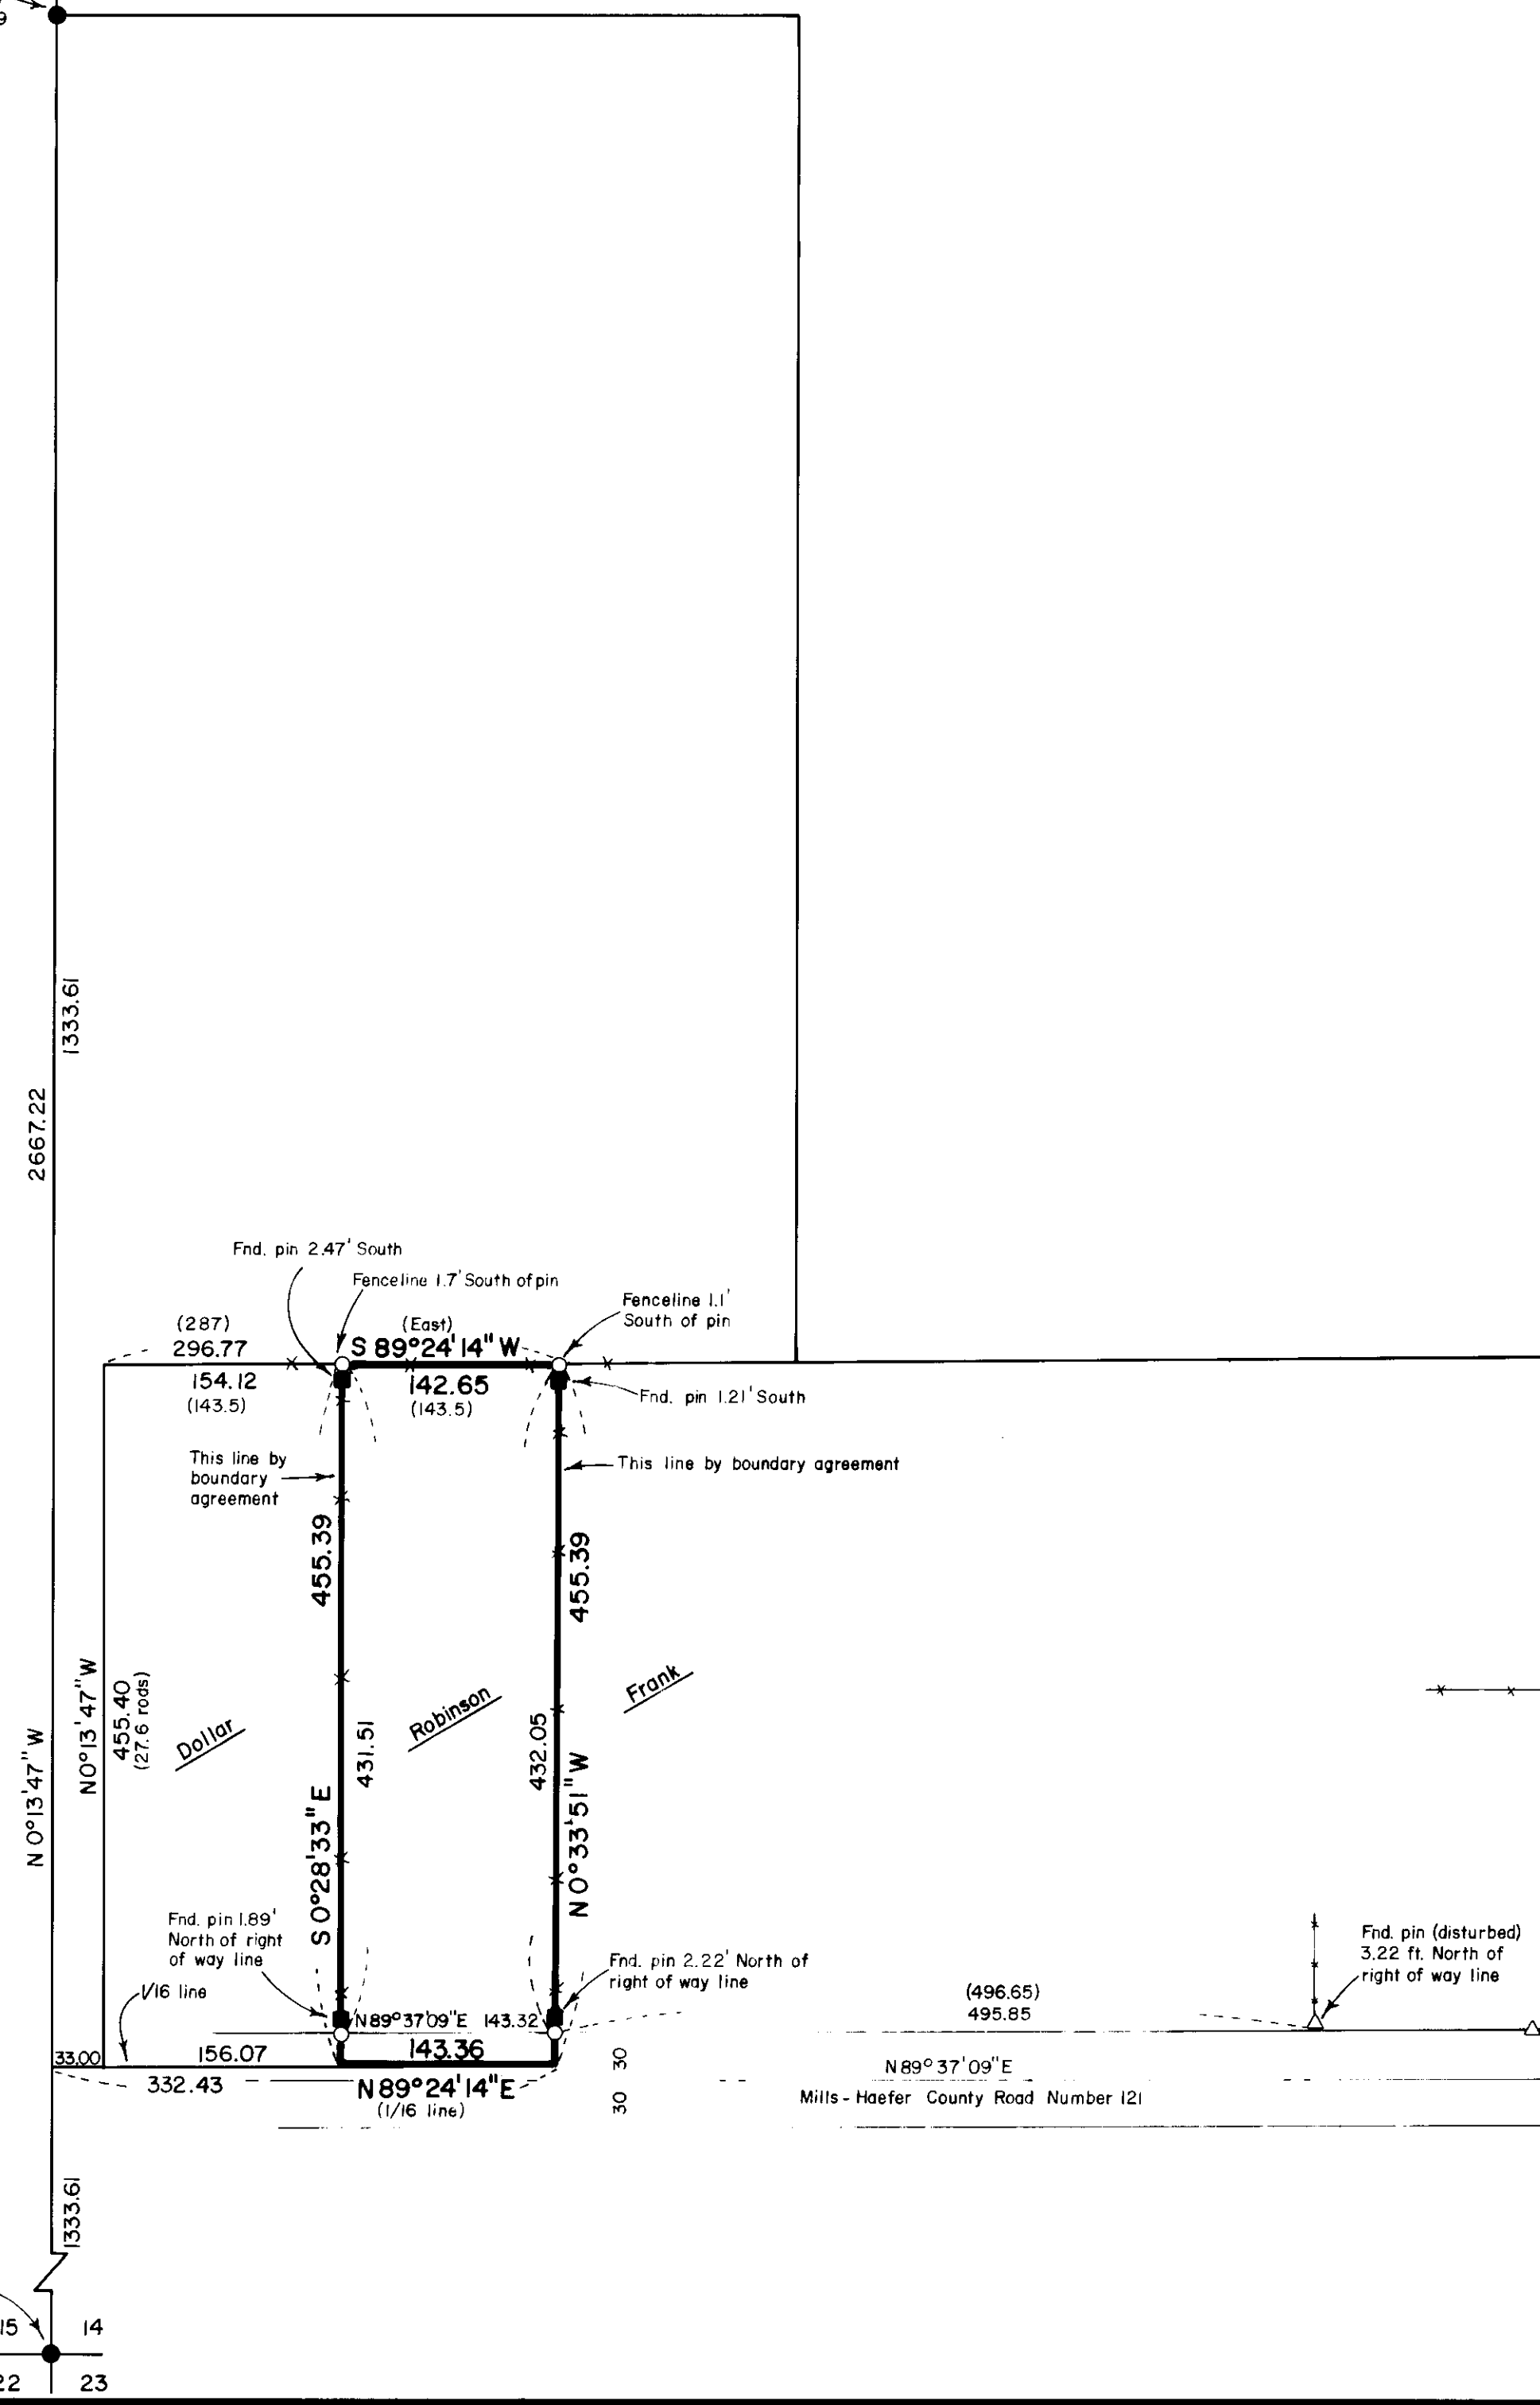 9
1333.61
2667.22
Fnd. pin 2.47' South
Fenceline 1.7' South of pin
Fenceline 1.1'
South of pin
(287)
296.77
(East)
S 89°24'14" W
154.12
(143.5)
142.65
(143.5)
Fnd. pin 1.21' South
This line by
boundary
agreement
This line by boundary agreement
455.39
455.39
N0°13'47"W
455.40
(27.6 rods)
N 0°13'47" W
Dollar
Robinson
Frank
431.51
432.05
S 0°28'33" E
N 0°33'51" W
Fnd. pin 1.89'
North of right
of way line
1/16 line
Fnd. pin 2.22' North of
right of way line
Fnd. pin (disturbed)
3.22 ft. North of
right of way line
(496.65)
495.85
N89°37'09"E 143.32
33.00
156.07
143.36
30
30
332.43
N89°24'14"E
(1/16 line)
N89°37'09"E
Mills-Haefer County Road Number 121
1333.61
15 14
22 23